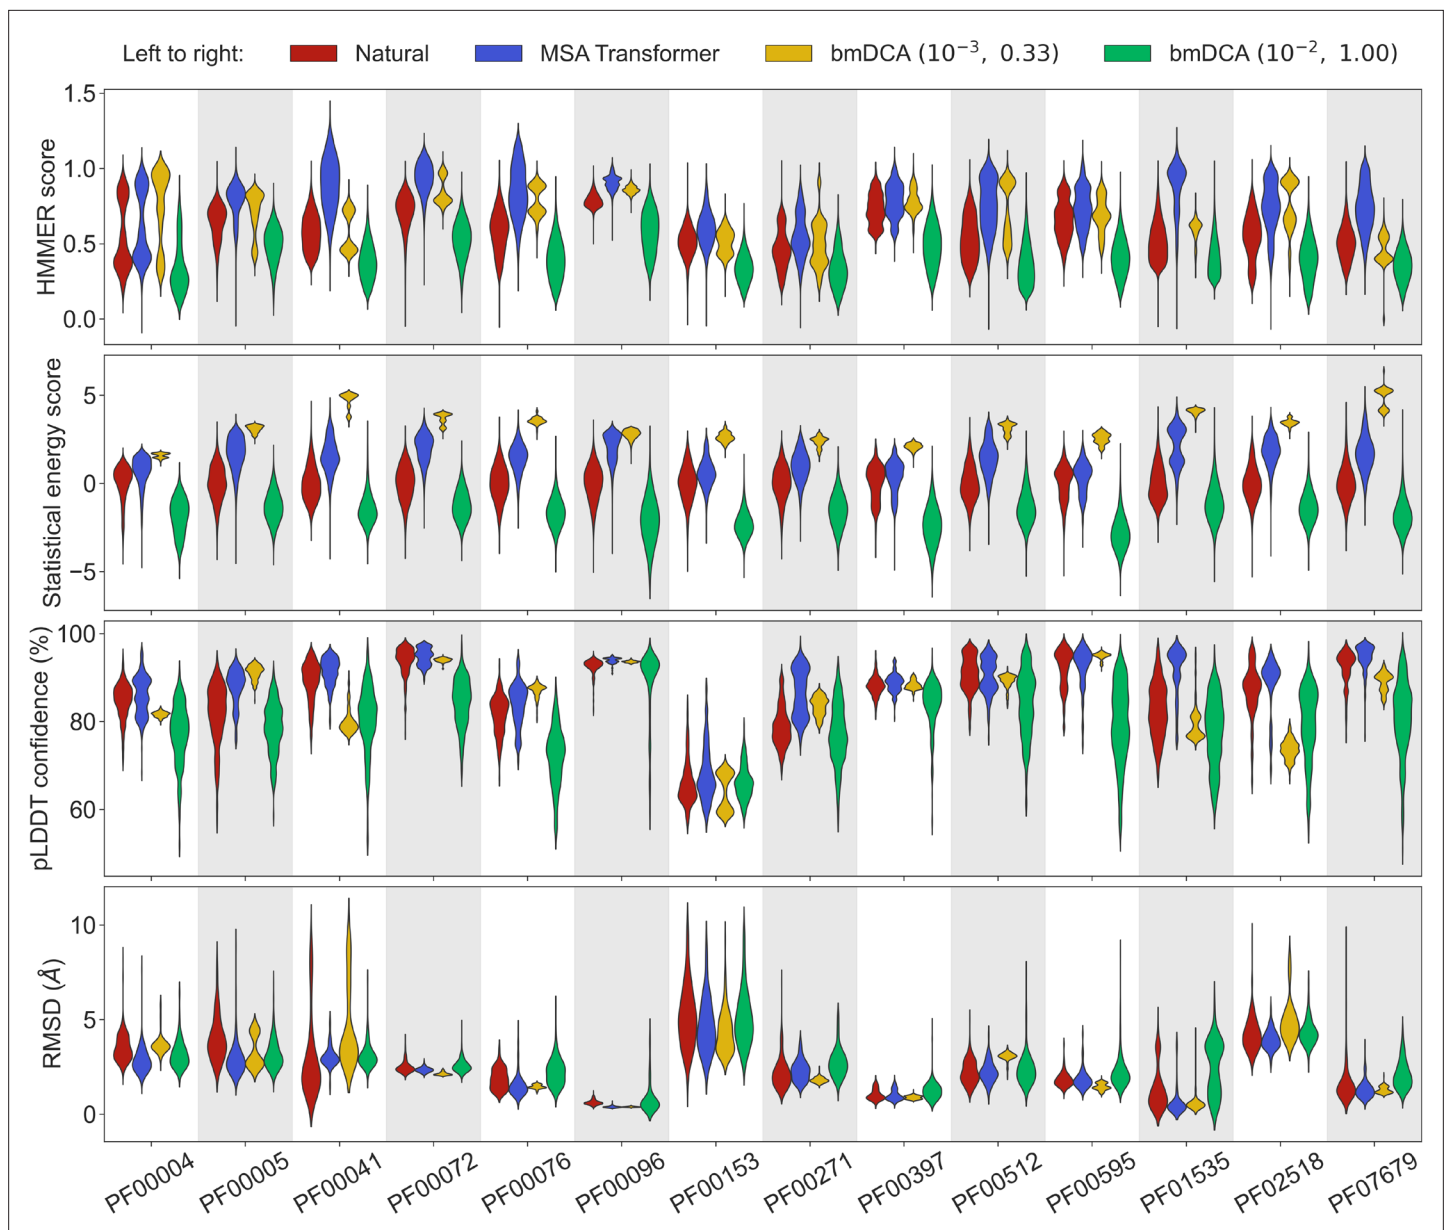 Left to right: Natural MSA Transformer bmDCA (10⁻³, 0.33) bmDCA (10⁻², 1.00)
HMMER score
1.5
1.0
0.5
0.0
Statistical energy score
5
0
−5
pLDDT confidence (%)
100
80
60
RMSD (Å)
10
5
0
PF00004 PF00005 PF00041 PF00072 PF00076 PF00096 PF00153 PF00271 PF00397 PF00512 PF00595 PF01535 PF02518 PF07679